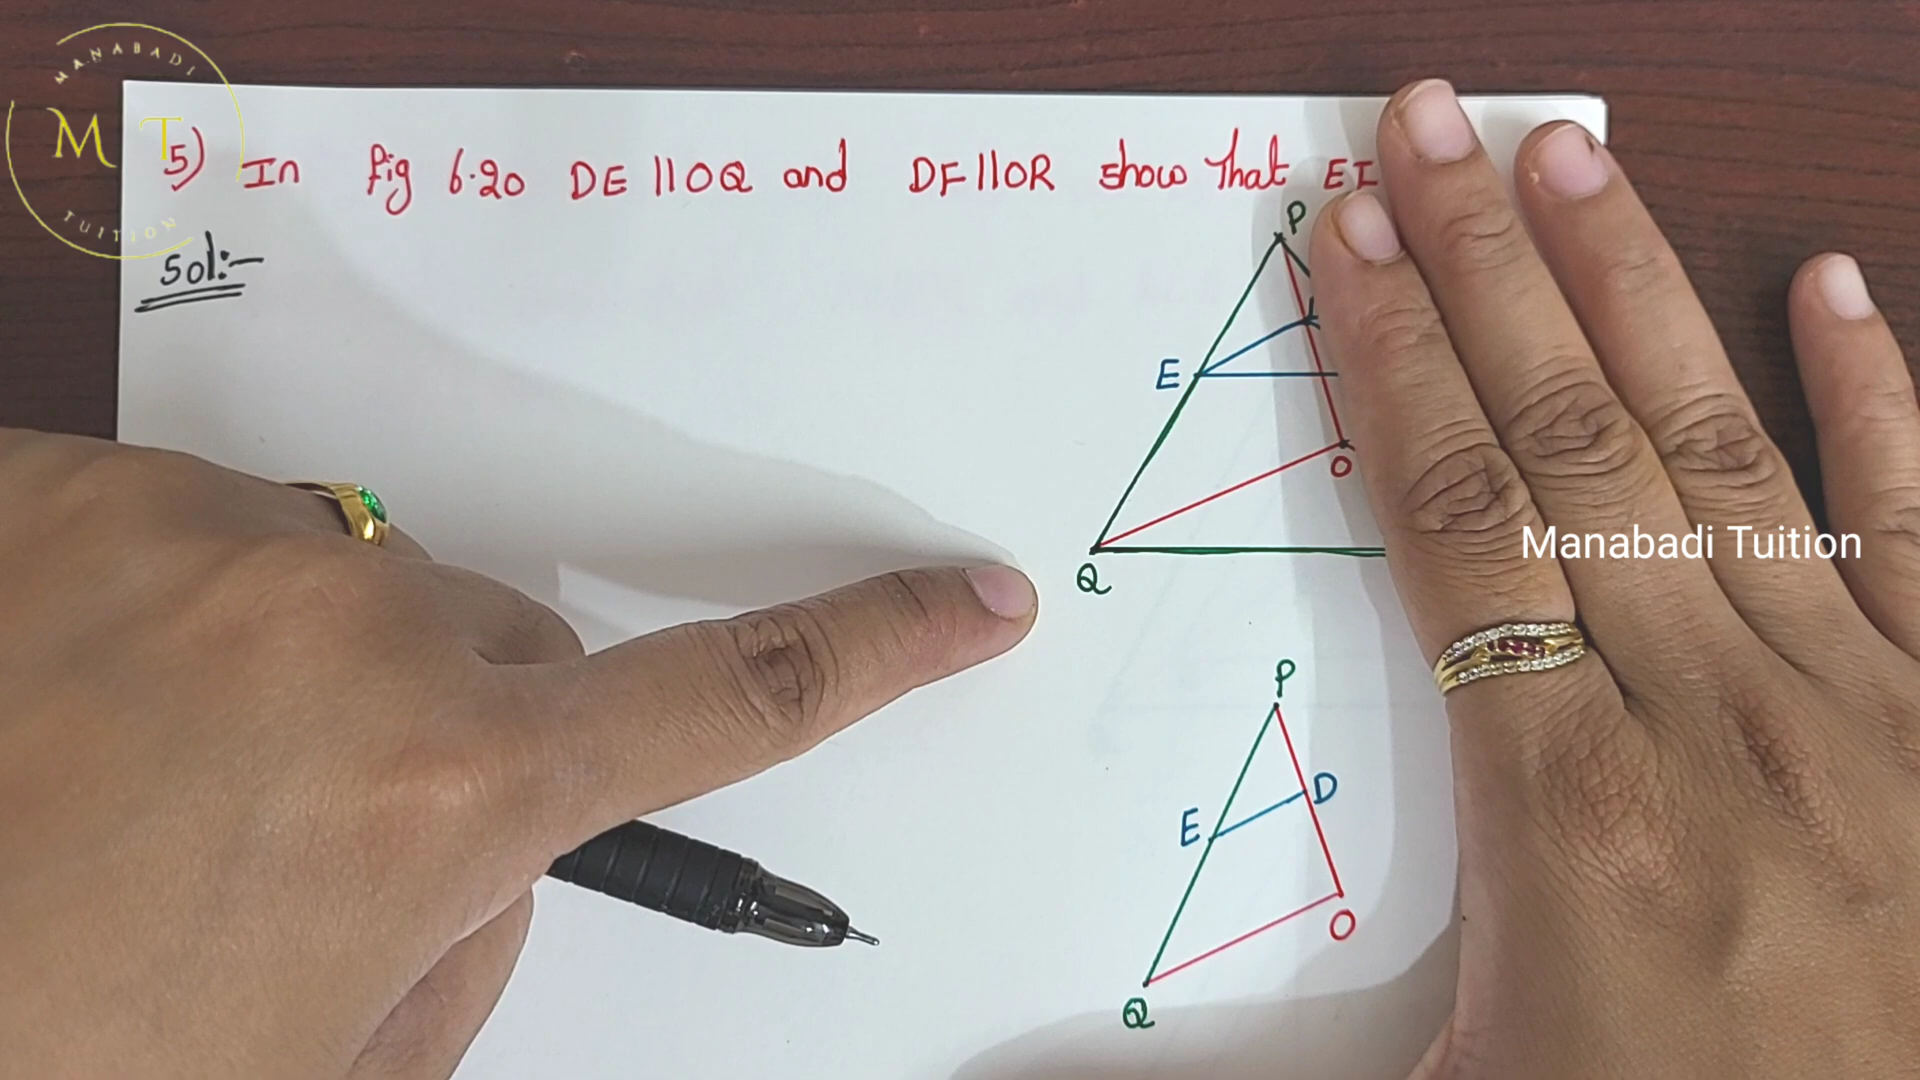 MANABADI
M T
TUITION
5) In fig 6.20 DE ||OQ and DF||OR show that
Sol:-
P
E
O
Q
Manabadi Tuition
P
D
E
O
Q